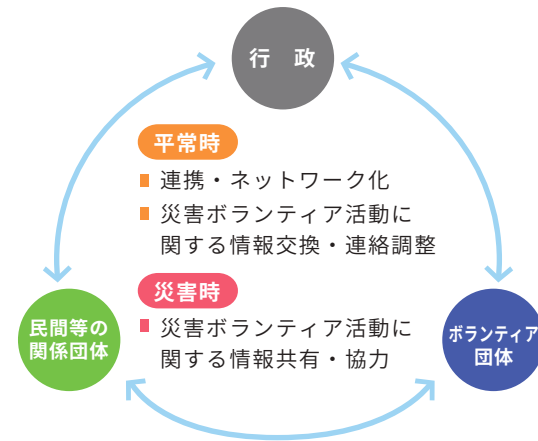 行　政
平常時
連携・ネットワーク化
災害ボランティア活動に
関する情報交換・連絡調整
災害時
災害ボランティア活動に
関する情報共有・協力
民間等の
関係団体
ボランティア
団体